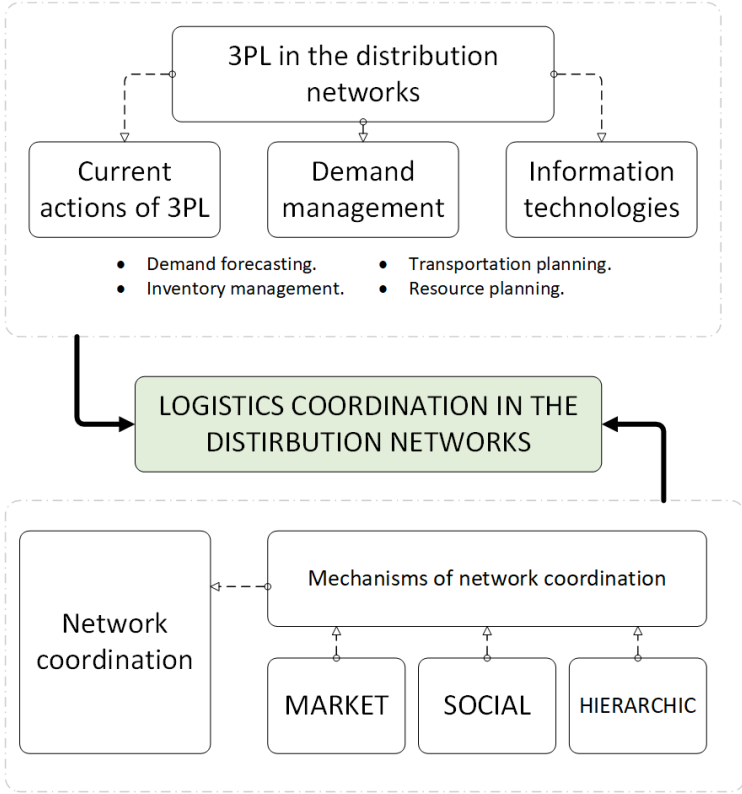 3PL in the distribution
networks
Current
actions of 3PL
Demand
management
Information
technologies
• Demand forecasting.
• Inventory management.
• Transportation planning.
• Resource planning.
LOGISTICS COORDINATION IN THE
DISTIRBUTION NETWORKS
Network
coordination
Mechanisms of network coordination
MARKET
SOCIAL
HIERARCHIC